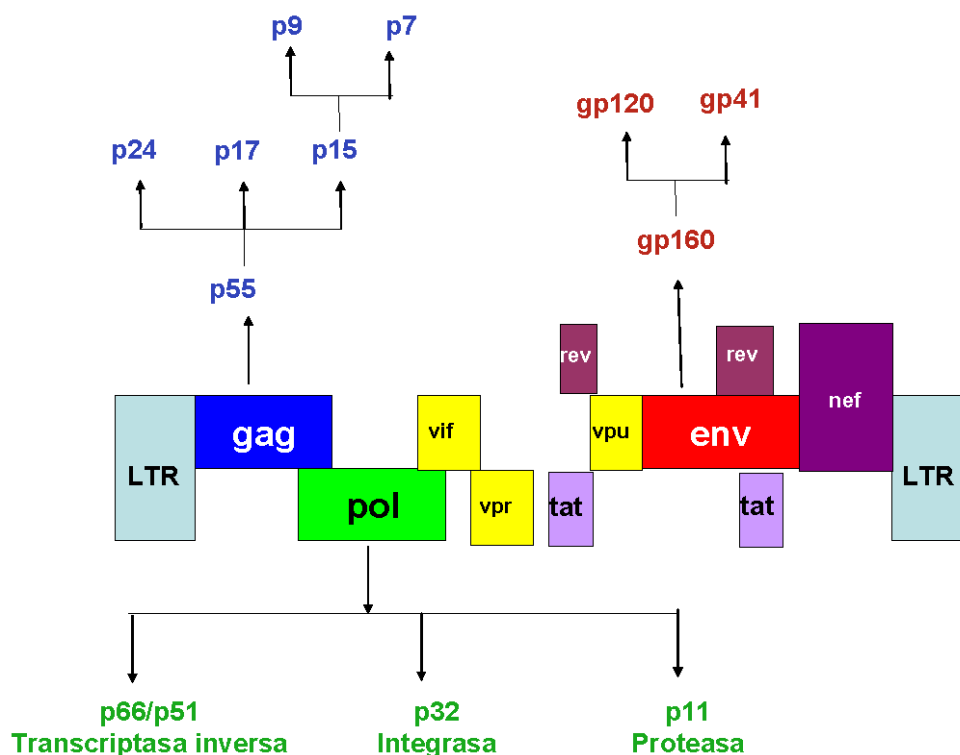 p9 p7
gp120 gp41
p24 p17 p15
gp160
p55
rev rev
nef
LTR gag vif vpu env LTR
pol vpr tat tat
p66/p51 p32 p11
Transcriptasa inversa Integrasa Proteasa